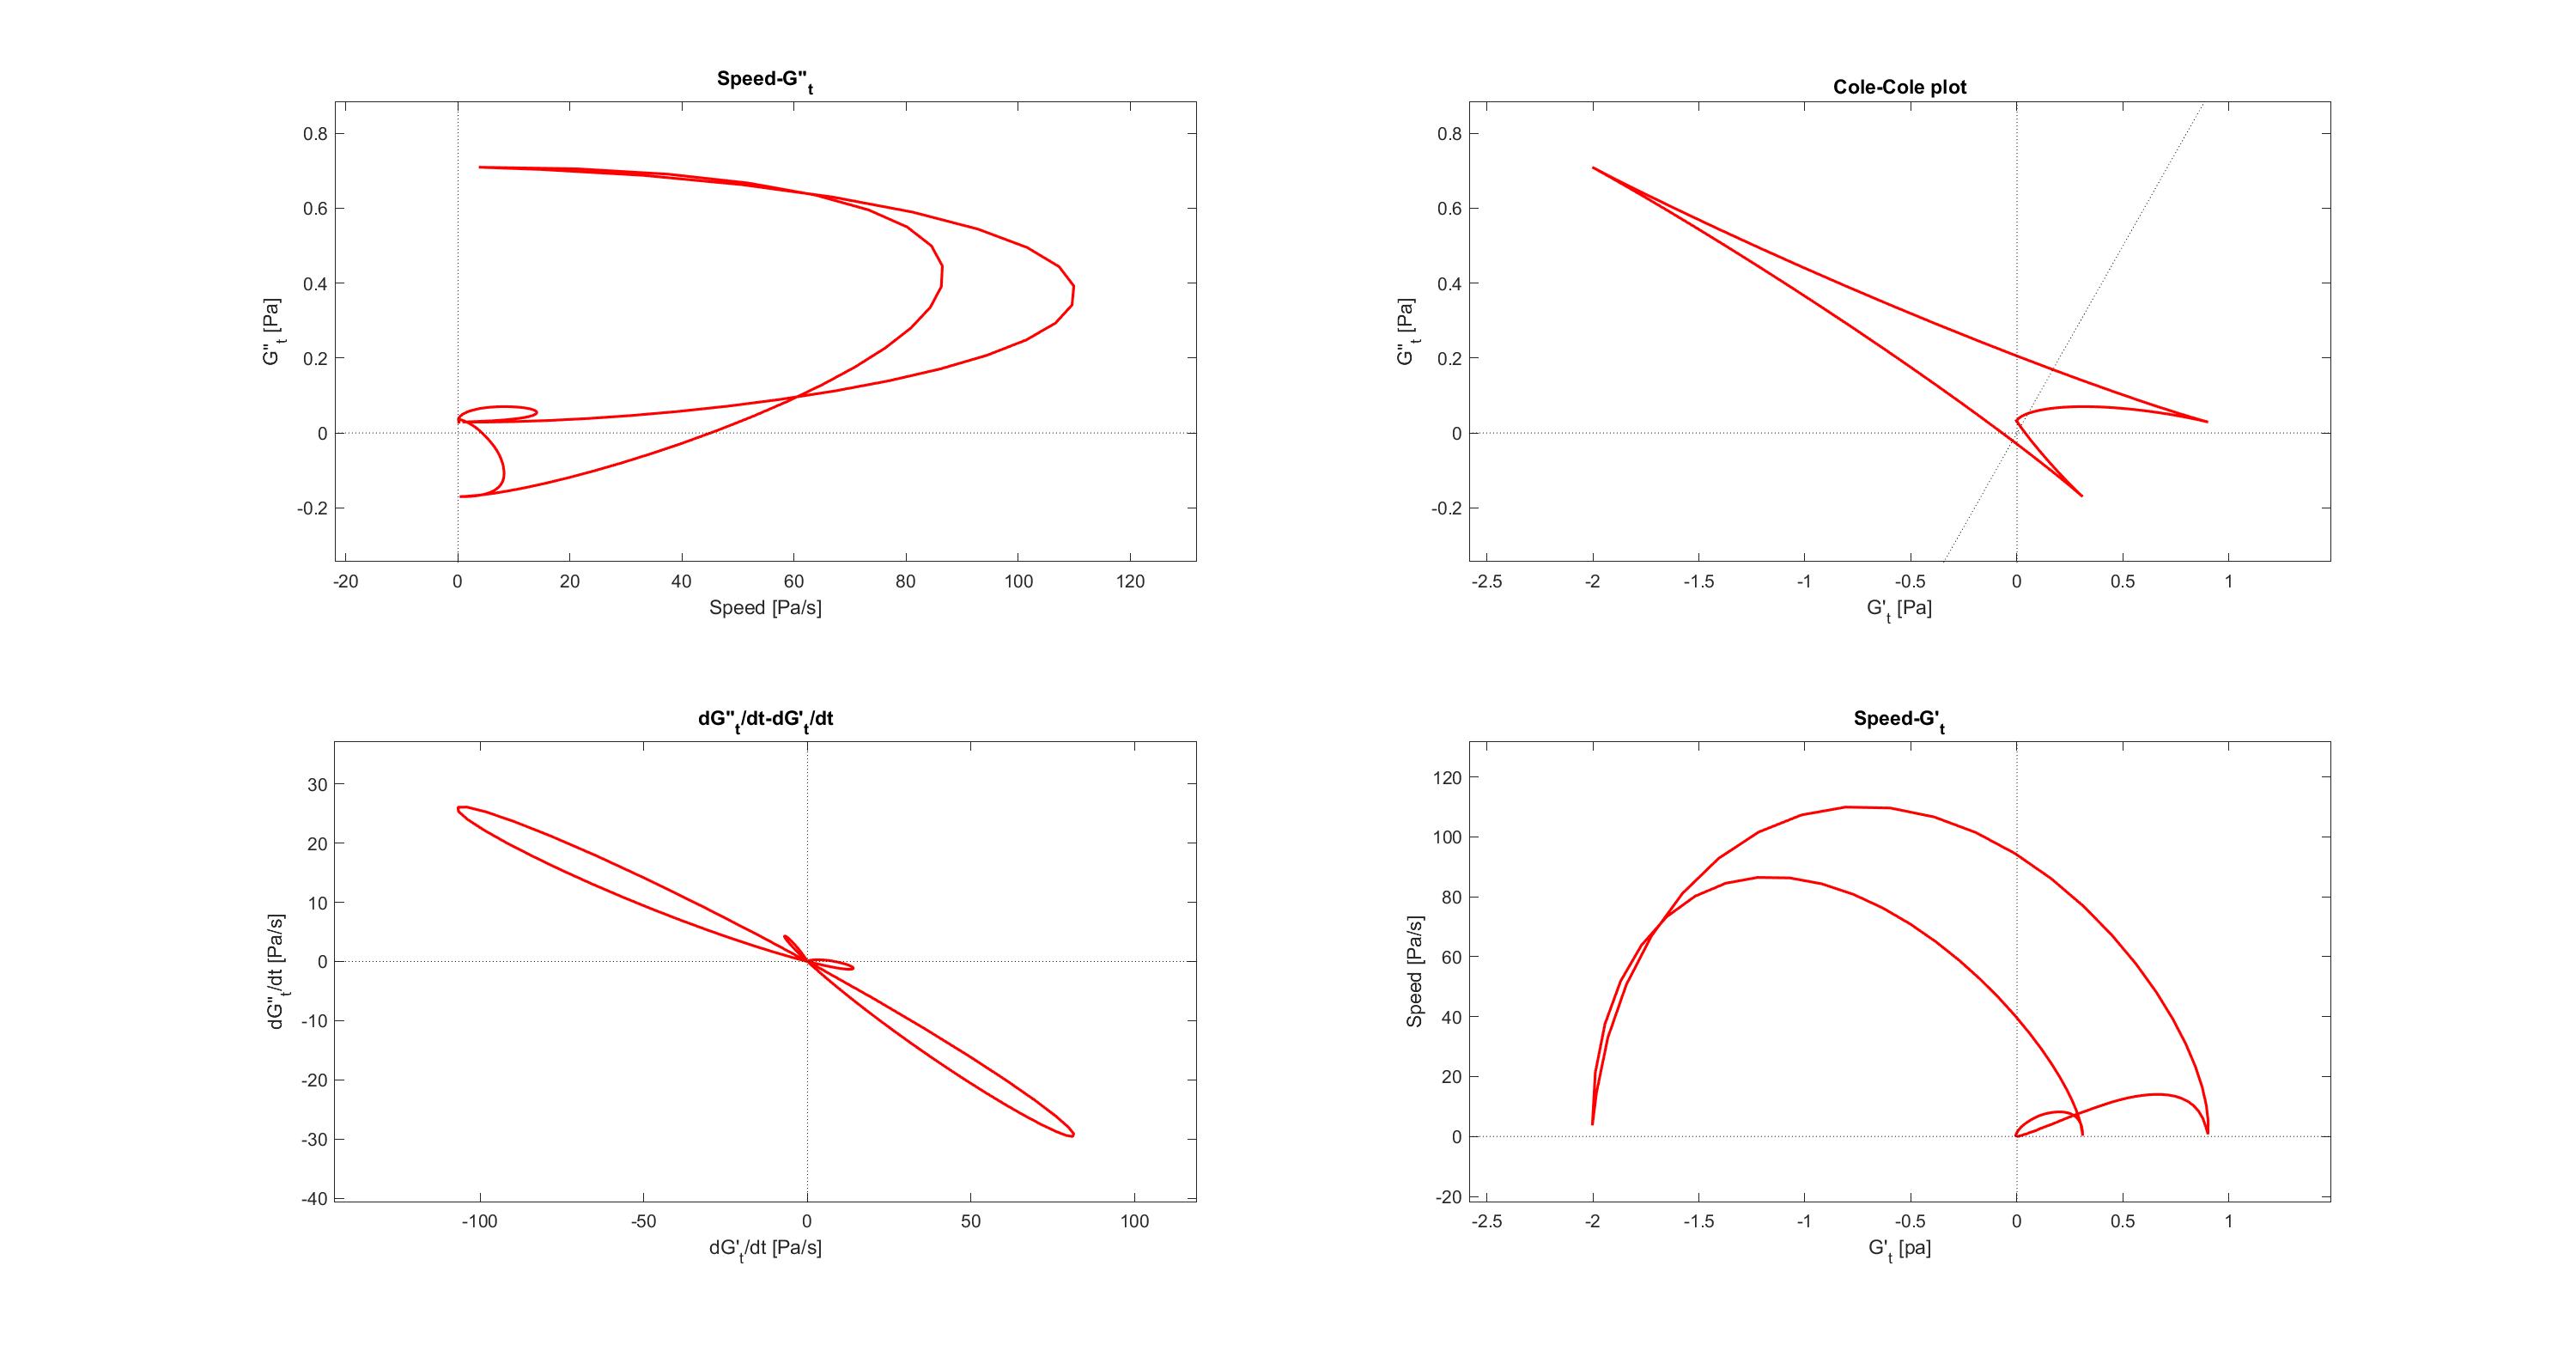 Speed-G"t
0.8
0.6
0.4
0.2
0
-0.2
G"t [Pa]
-20 0 20 40 60 80 100 120
Speed [Pa/s]
Cole-Cole plot
0.8
0.6
0.4
0.2
0
-0.2
G"t [Pa]
-2.5 -2 -1.5 -1 -0.5 0 0.5 1
G't [Pa]
dG"t/dt-dG't/dt
30
20
10
0
-10
-20
-30
-40
dG"t/dt [Pa/s]
-100 -50 0 50 100
dG't/dt [Pa/s]
Speed-G't
120
100
80
60
40
20
0
-20
Speed [Pa/s]
-2.5 -2 -1.5 -1 -0.5 0 0.5 1
G't [pa]